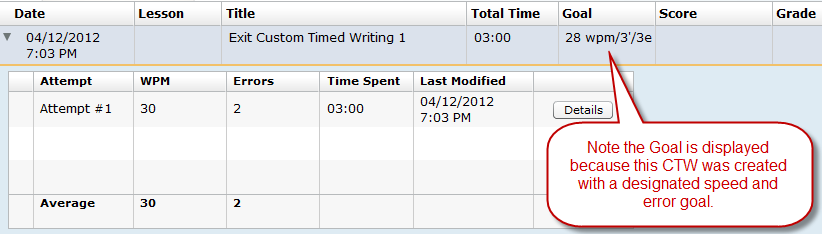 Date Lesson Title Total Time Goal Score Grade
04/12/2012 Exit Custom Timed Writing 1 03:00 28 wpm/3'/3e
7:03 PM
Attempt WPM Errors Time Spent Last Modified
Attempt #1 30 2 03:00 04/12/2012
7:03 PM
Details
Average 30 2
Note the Goal is displayed
because this CTW was created
with a designated speed and
error goal.